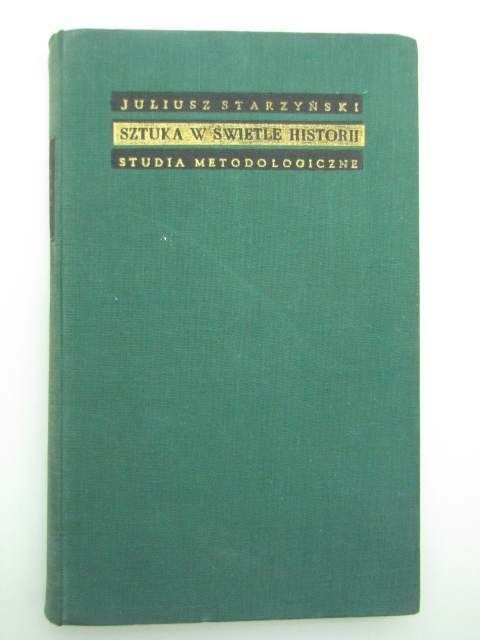 JULIUSZ STARZYŃSKI
SZTUKA W ŚWIETLE HISTORII
STUDIA METODOLOGICZNE